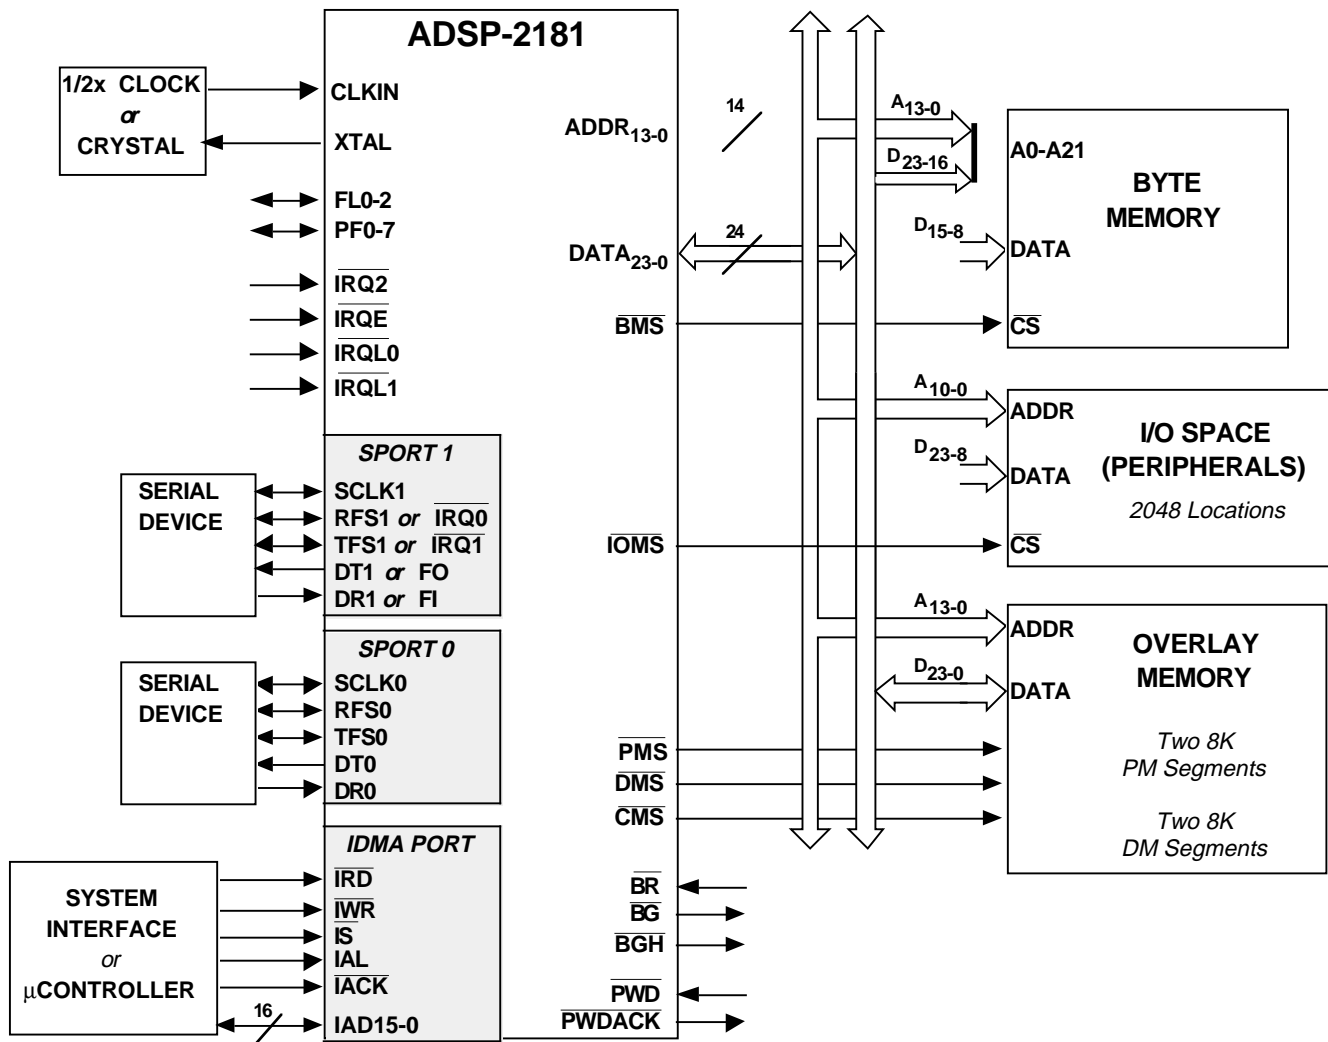 ADSP-2181
1/2x CLOCK
or
CRYSTAL
CLKIN
XTAL
FL0-2
PF0-7
IRQ2
IRQE
IRQL0
IRQL1
SPORT 1
SERIAL
DEVICE
SCLK1
RFS1 or IRQ0
TFS1 or IRQ1
DT1 or FO
DR1 or FI
SPORT 0
SERIAL
DEVICE
SCLK0
RFS0
TFS0
DT0
DR0
IDMA PORT
SYSTEM
INTERFACE
or
µCONTROLLER
IRD
IWR
IS
IAL
IACK
16
IAD15-0
ADDR13-0
14
DATA23-0
24
BMS
IOMS
PMS
DMS
CMS
BR
BG
BGH
PWD
PWDACK
A13-0
D23-16
A0-A21
BYTE
MEMORY
D15-8
DATA
CS
A10-0
ADDR
I/O SPACE
(PERIPHERALS)
D23-8
DATA
2048 Locations
CS
A13-0
ADDR
OVERLAY
MEMORY
D23-0
DATA
Two 8K
PM Segments
Two 8K
DM Segments